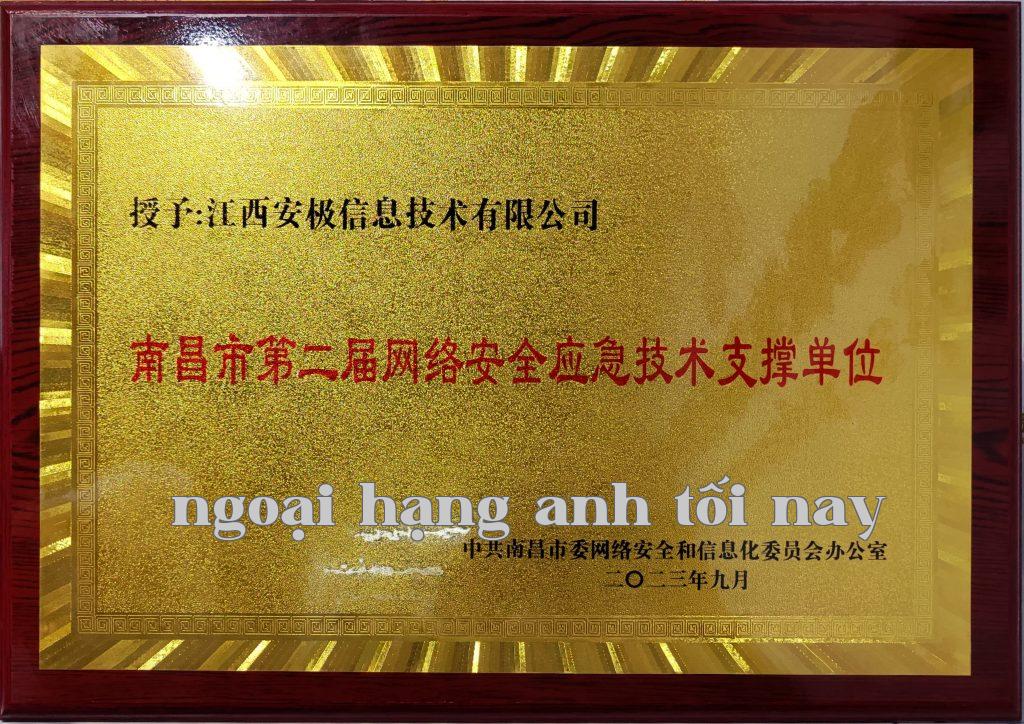 授予:江西安极信息技术有限公司
南昌市第二届网络安全应急技术支撑单位
ngoại hạng anh tối nay
中共南昌市委网络安全和信息化委员会办公室
二〇二三年九月